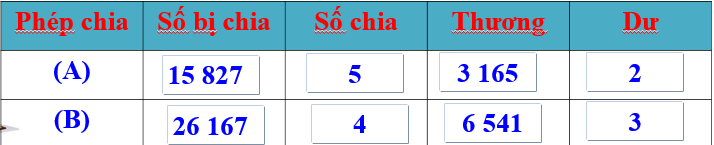 Phép chia Số bị chia Số chia Thương Dư
(A) 15 827 5 3 165 2
(B) 26 167 4 6 541 3